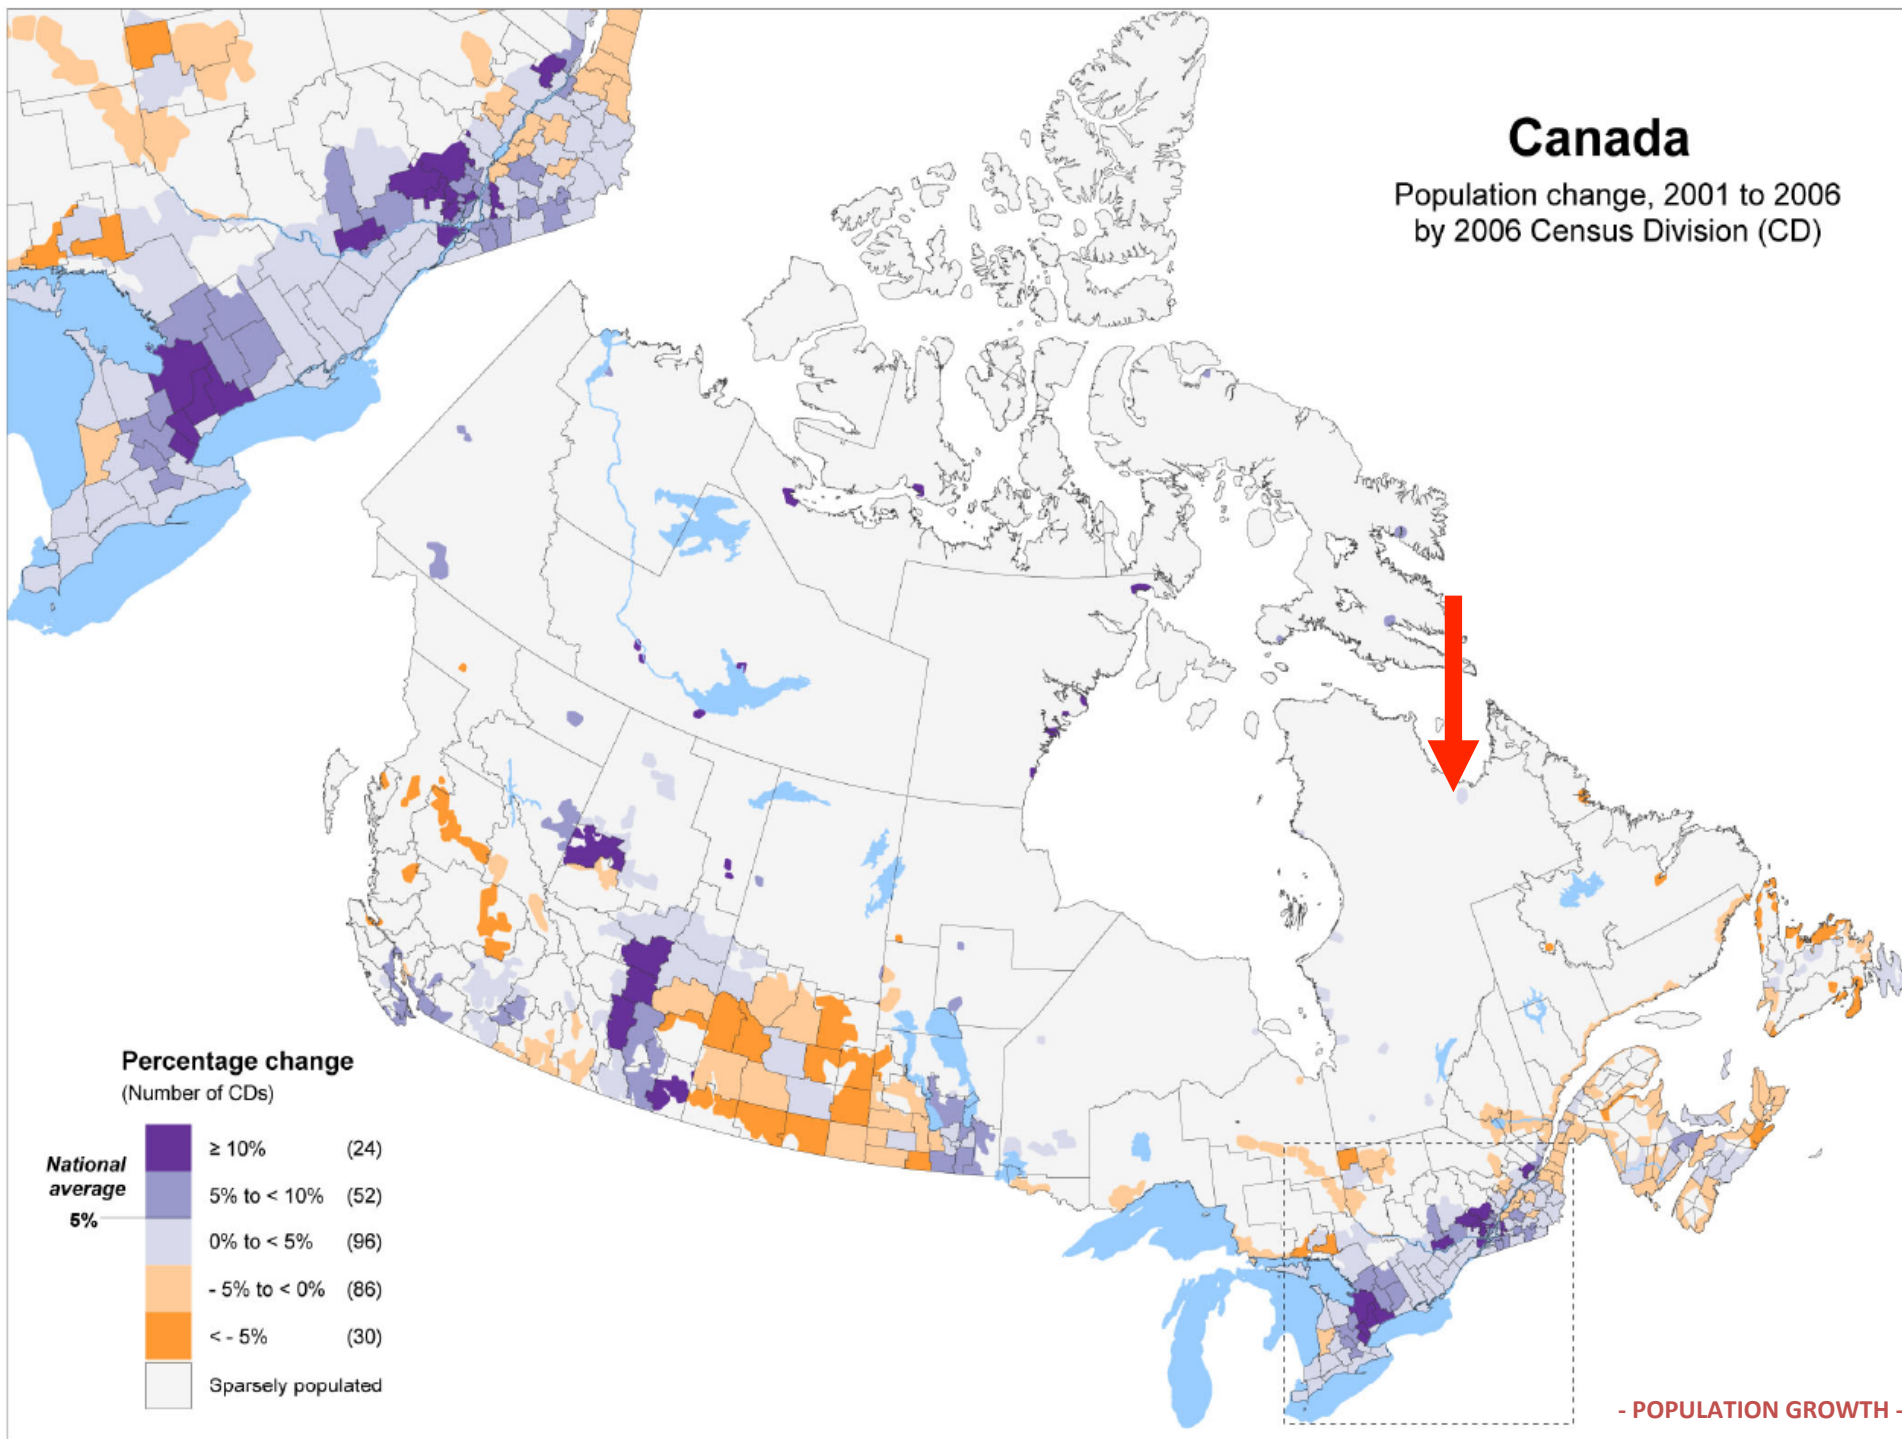 Canada
Population change, 2001 to 2006
by 2006 Census Division (CD)
Percentage change
(Number of CDs)
National
average
5%
≥ 10% (24)
5% to < 10% (52)
0% to < 5% (96)
- 5% to < 0% (86)
< - 5% (30)
Sparsely populated
- POPULATION GROWTH -